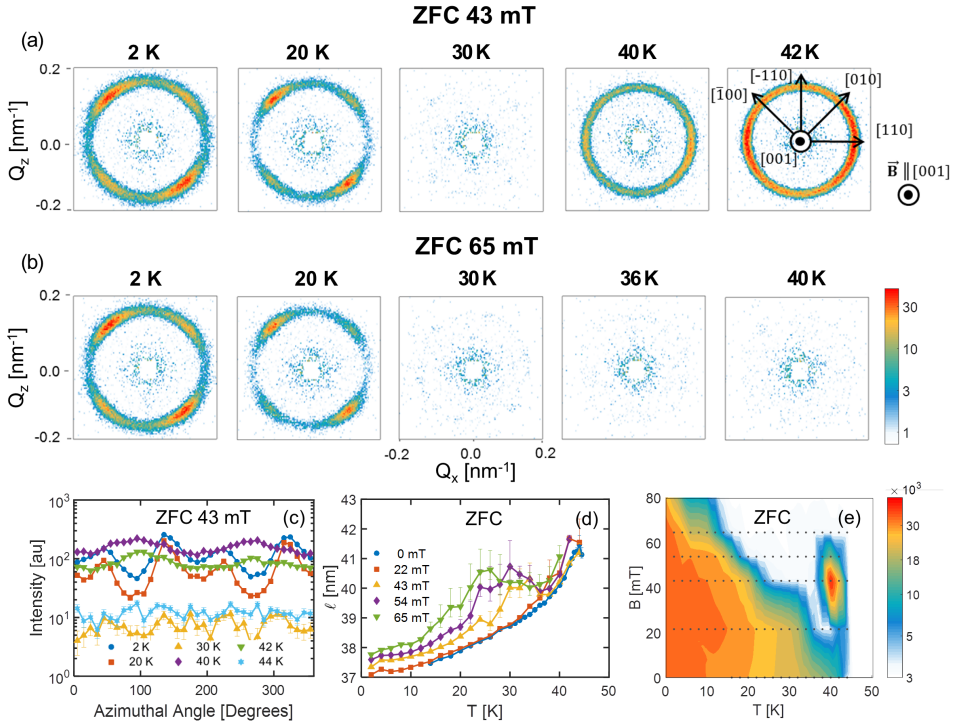 ZFC 43 mT
(a)
2 K 20 K 30 K 40 K 42 K
0.2
0.0
-0.2
Q_z [nm⁻¹]
[-110]
[010]
[1̄00]
[110]
[001]
B⃗ ∥ [001]
ZFC 65 mT
(b)
2 K 20 K 30 K 36 K 40 K
0.2
0.0
-0.2
Q_z [nm⁻¹]
-0.2 0.0 0.2
Q_x [nm⁻¹]
30
10
3
1
ZFC 43 mT (c)
10³
10²
10¹
10⁰
Intensity [au]
2 K 30 K 42 K
20 K 40 K 44 K
0 100 200 300
Azimuthal Angle [Degrees]
ZFC (d)
43
42
41
40
39
38
37
ℓ [nm]
0 mT
22 mT
43 mT
54 mT
65 mT
0 10 20 30 40 50
T [K]
ZFC (e)
80
60
40
20
0
B [mT]
0 10 20 30 40 50
T [K]
× 10³
30
18
10
5
3